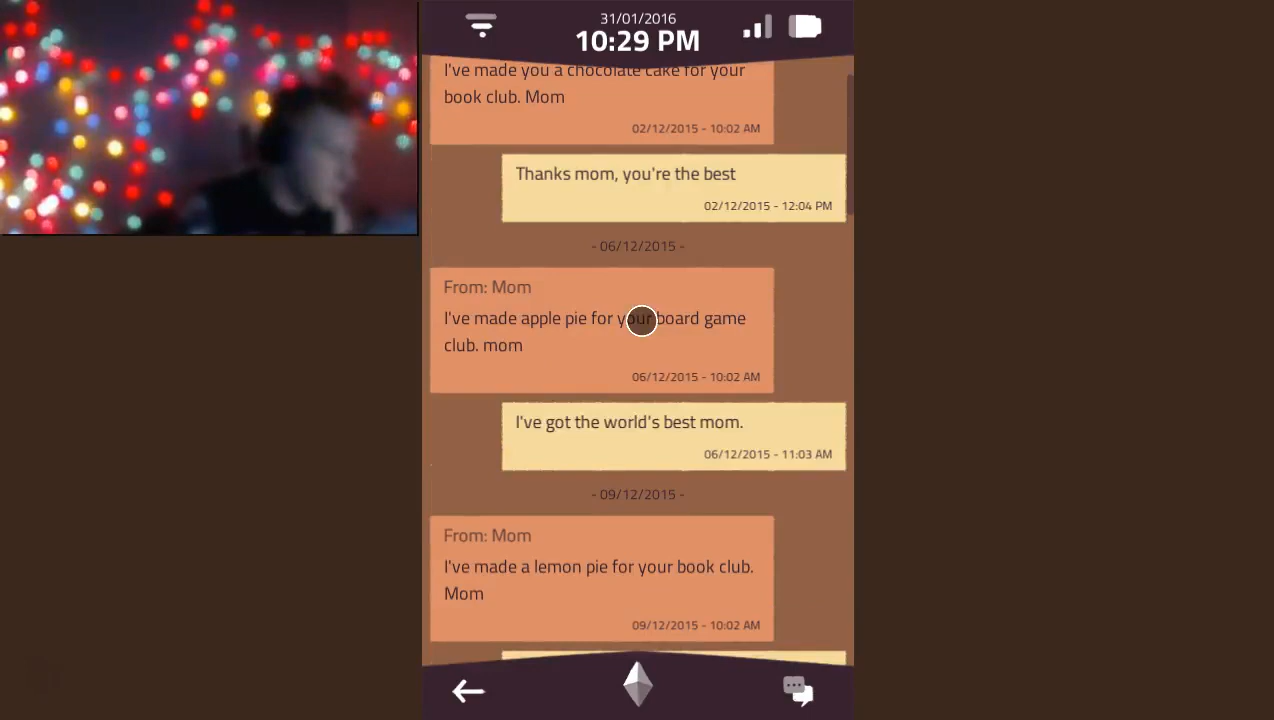 31/01/2016
10:29 PM
I've made you a chocolate cake for your
book club. Mom
02/12/2015 - 10:02 AM
Thanks mom, you're the best
02/12/2015 - 12:04 PM
- 06/12/2015 -
From: Mom
I've made apple pie for your board game
club. mom
06/12/2015 - 10:02 AM
I've got the world's best mom.
06/12/2015 - 11:03 AM
- 09/12/2015 -
From: Mom
I've made a lemon pie for your book club.
Mom
09/12/2015 - 10:02 AM